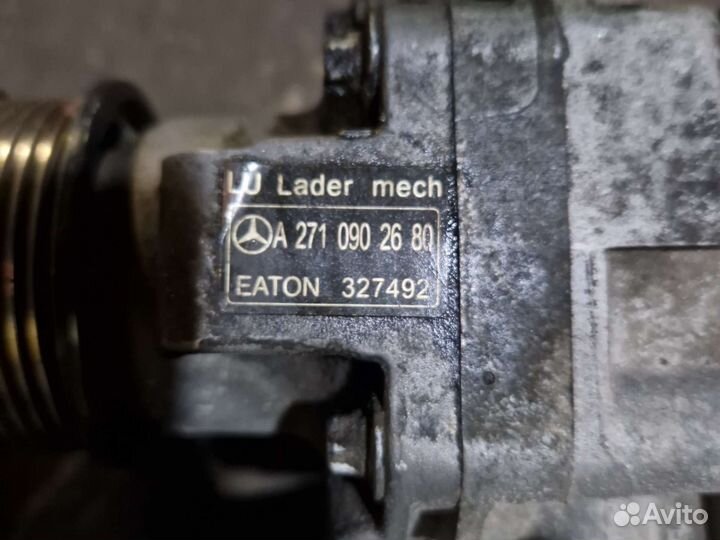 LU Lader mech
A 271 090 26 80
EATON 327492
Avito